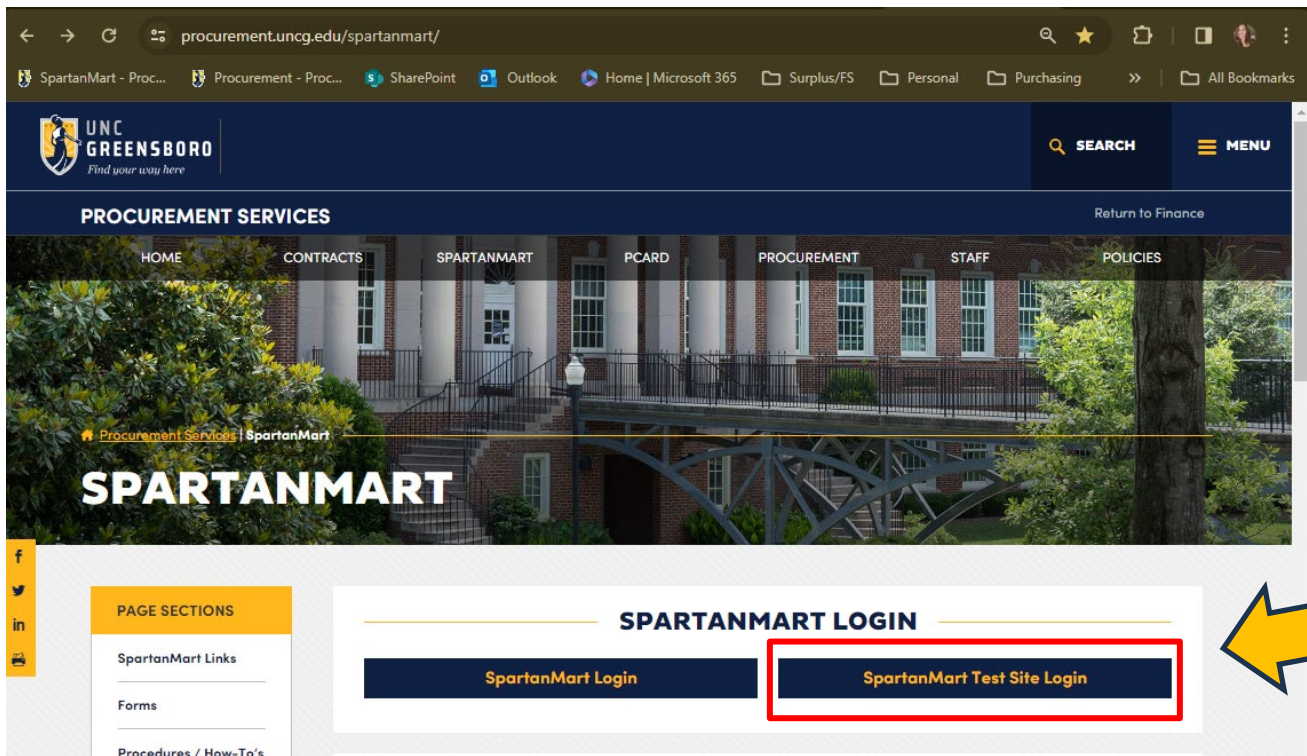 procurement.uncg.edu/spartanmart/
SpartanMart - Proc... Procurement - Proc... SharePoint Outlook Home | Microsoft 365 Surplus/FS Personal Purchasing » All Bookmarks
UNC
GREENSBORO
Find your way here
SEARCH MENU
PROCUREMENT SERVICES Return to Finance
HOME CONTRACTS SPARTANMART PCARD PROCUREMENT STAFF POLICIES
Procurement Services | SpartanMart
SPARTANMART
PAGE SECTIONS
SpartanMart Links
Forms
Procedures / How-To's
SPARTANMART LOGIN
SpartanMart Login SpartanMart Test Site Login